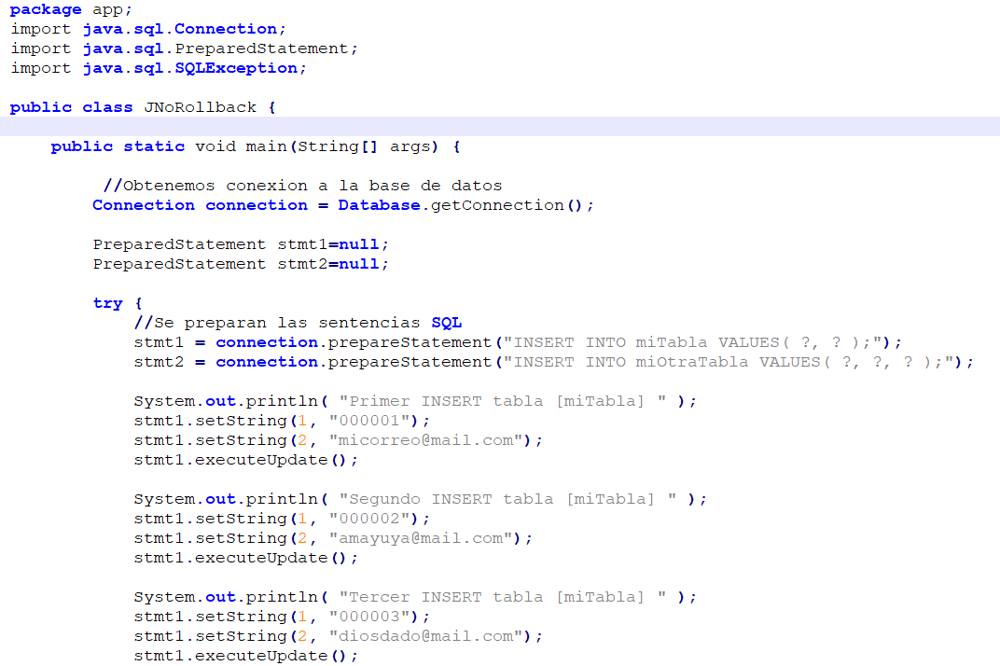 package app;
import java.sql.Connection;
import java.sql.PreparedStatement;
import java.sql.SQLException;
public class JNoRollback {
public static void main(String[] args) {
//Obtenemos conexion a la base de datos
Connection connection = Database.getConnection();
PreparedStatement stmt1=null;
PreparedStatement stmt2=null;
try {
//Se preparan las sentencias SQL
stmt1 = connection.prepareStatement("INSERT INTO miTabla VALUES( ?, ? );");
stmt2 = connection.prepareStatement("INSERT INTO miOtraTabla VALUES( ?, ?, ? );");
System.out.println( "Primer INSERT tabla [miTabla] " );
stmt1.setString(1, "000001");
stmt1.setString(2, "micorreo@mail.com");
stmt1.executeUpdate();
System.out.println( "Segundo INSERT tabla [miTabla] " );
stmt1.setString(1, "000002");
stmt1.setString(2, "amayuya@mail.com");
stmt1.executeUpdate();
System.out.println( "Tercer INSERT tabla [miTabla] " );
stmt1.setString(1, "000003");
stmt1.setString(2, "diosdado@mail.com");
stmt1.executeUpdate();